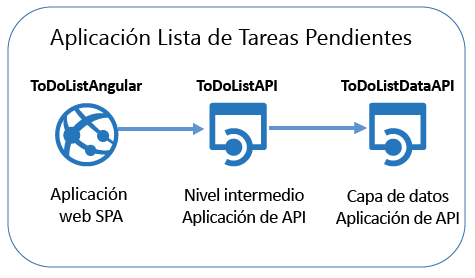 Aplicación Lista de Tareas Pendientes
ToDoListAngular
ToDoListAPI
ToDoListDataAPI
Aplicación
web SPA
Nivel intermedio
Aplicación de API
Capa de datos
Aplicación de API